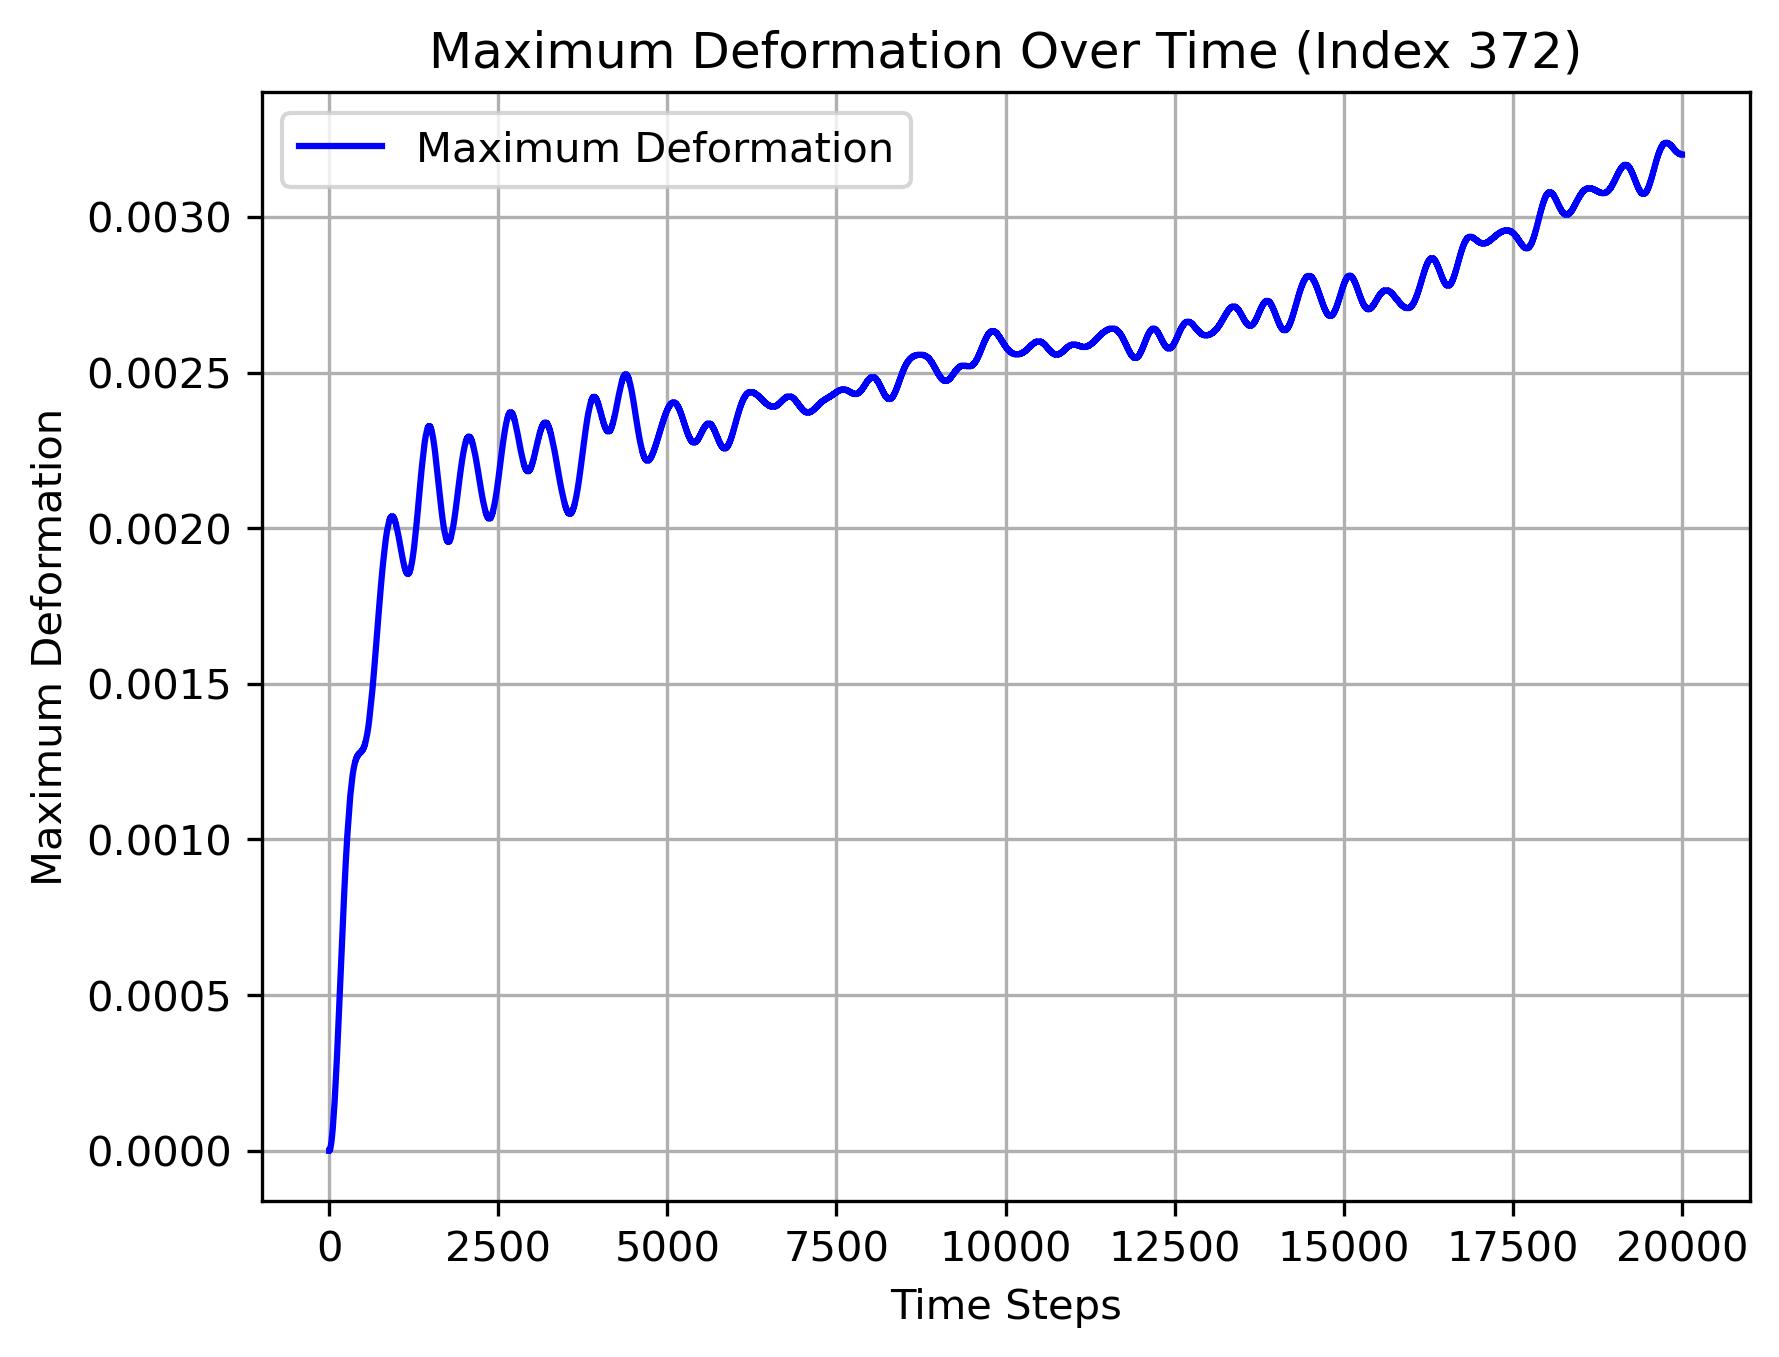 Maximum Deformation Over Time (Index 372)
Maximum Deformation
0.0030
0.0025
0.0020
0.0015
0.0010
0.0005
0.0000
Maximum Deformation
0 2500 5000 7500 10000 12500 15000 17500 20000
Time Steps